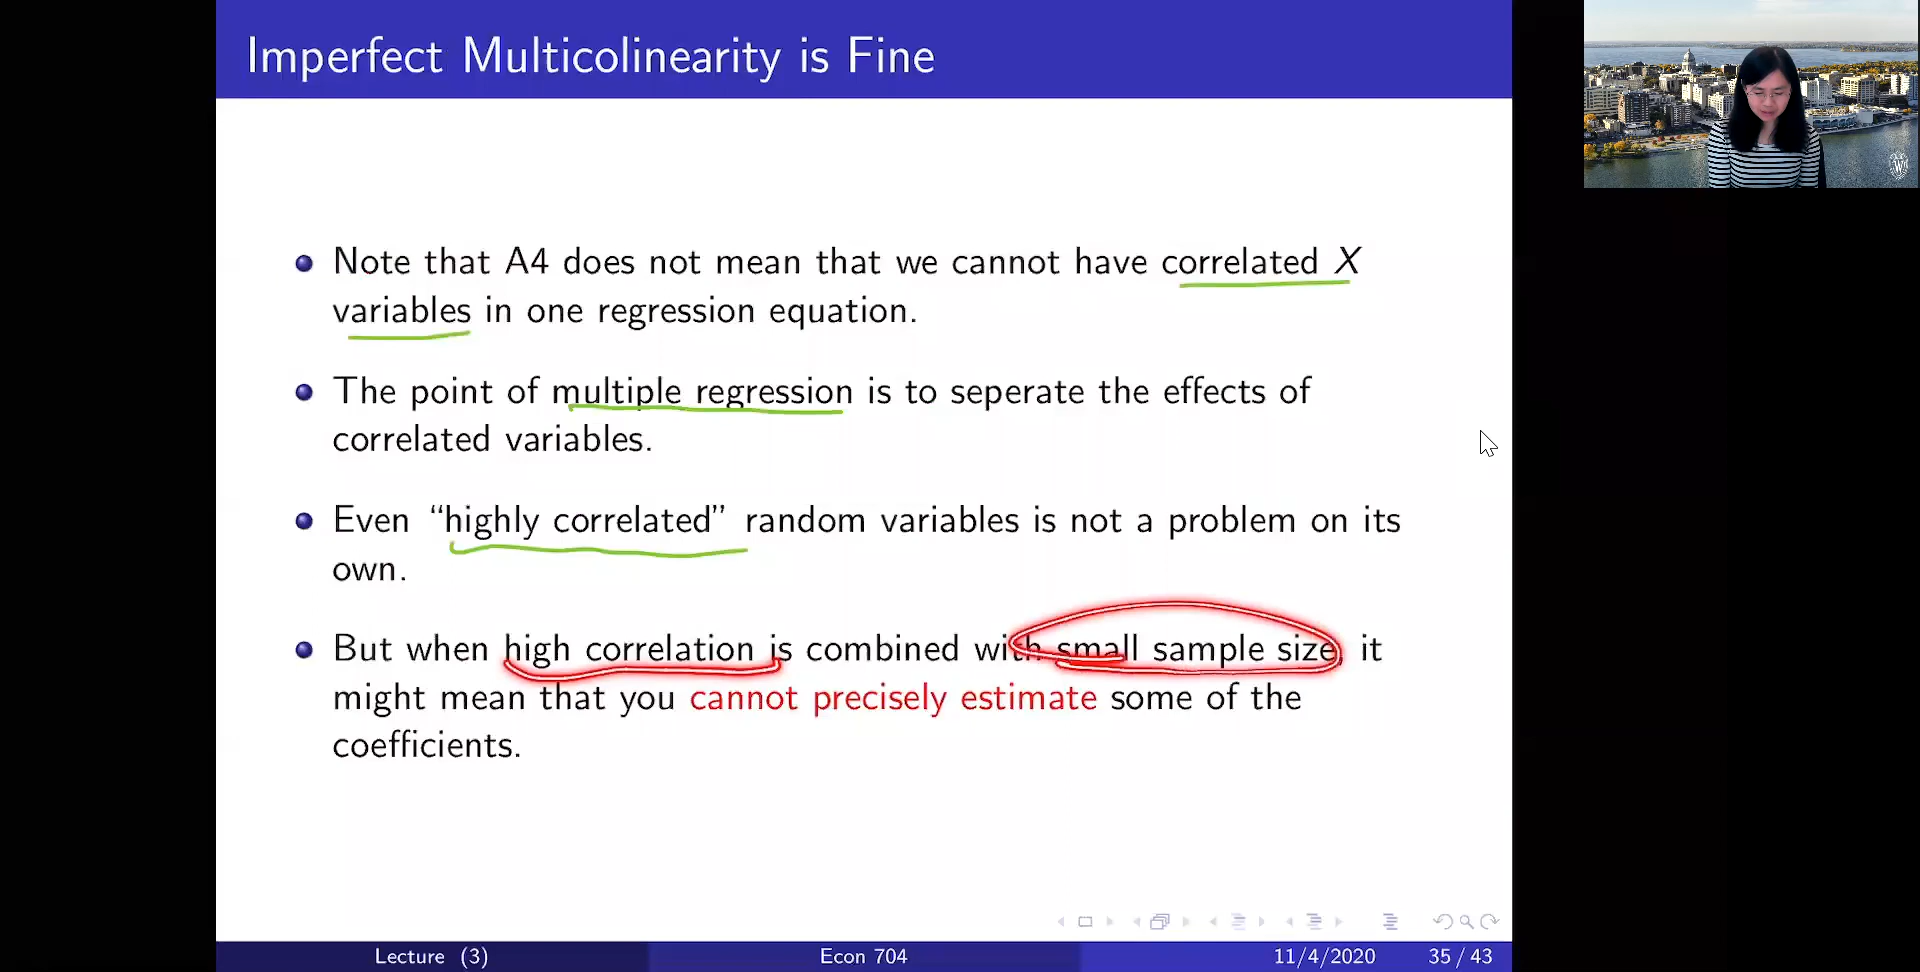 Imperfect Multicolinearity is Fine
Note that A4 does not mean that we cannot have correlated X
variables in one regression equation.
The point of multiple regression is to seperate the effects of
correlated variables.
Even “highly correlated” random variables is not a problem on its
own.
But when high correlation is combined with small sample size, it
might mean that you cannot precisely estimate some of the
coefficients.
Lecture (3)
Econ 704
11/4/2020
35 / 43
W